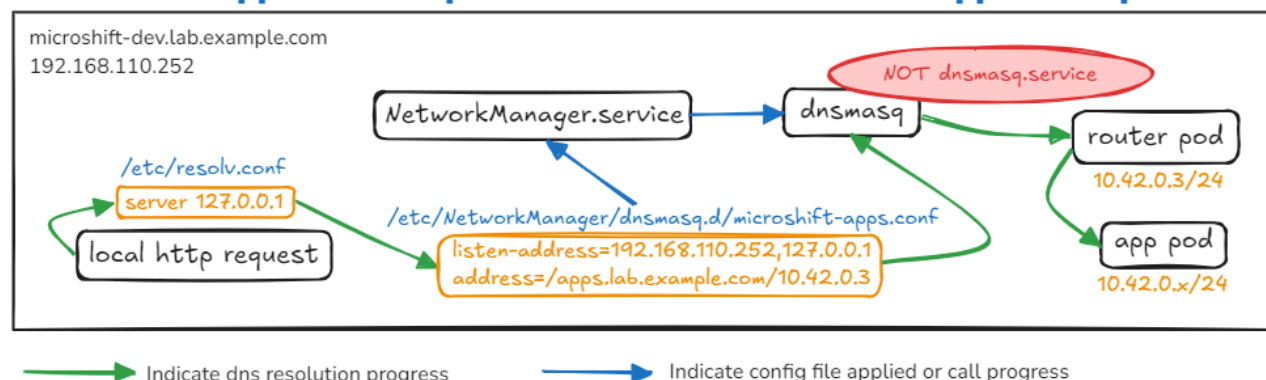 microshift-dev.lab.example.com
192.168.110.252
NOT dnsmasq.service
NetworkManager.service
dnsmasq
router pod
10.42.0.3/24
/etc/resolv.conf
server 127.0.0.1
/etc/NetworkManager/dnsmasq.d/microshift-apps.conf
local http request
listen-address=192.168.110.252,127.0.0.1
address=/apps.lab.example.com/10.42.0.3
app pod
10.42.0.x/24
Indicate dns resolution progress
Indicate config file applied or call progress